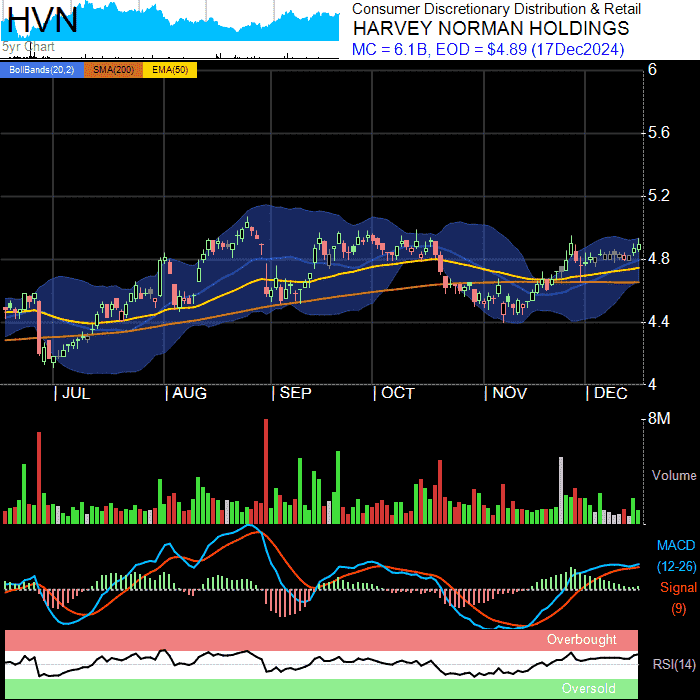 HVN
5yr Chart
Consumer Discretionary Distribution & Retail
HARVEY NORMAN HOLDINGS
MC = 6.1B, EOD = $4.89 (17Dec2024)
BollBands(20,2) SMA(200) EMA(50)
6
5.6
5.2
4.8
4.4
4
| JUL | AUG | SEP | OCT | NOV | DEC
8M
Volume
MACD
(12-26)
Signal
(9)
Overbought
RSI(14)
Oversold